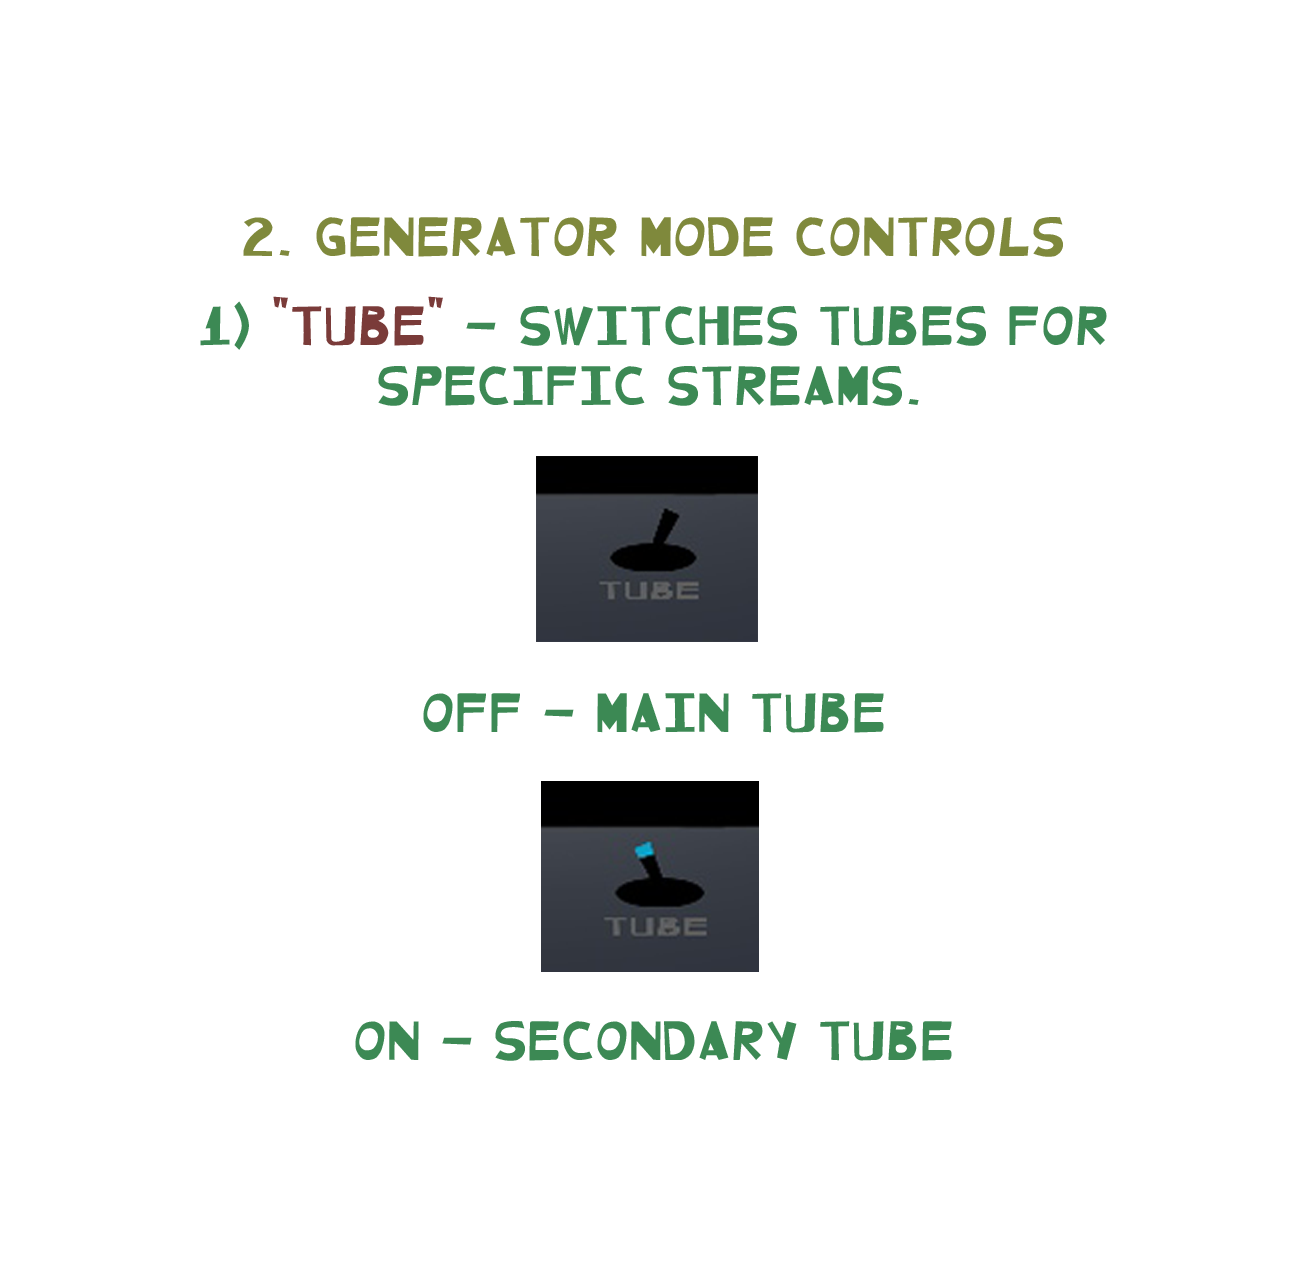 2. GENERATOR MODE CONTROLS
1) "TUBE" - SWITCHES TUBES FOR
SPECIFIC STREAMS.
TUBE
OFF - MAIN TUBE
TUBE
ON - SECONDARY TUBE